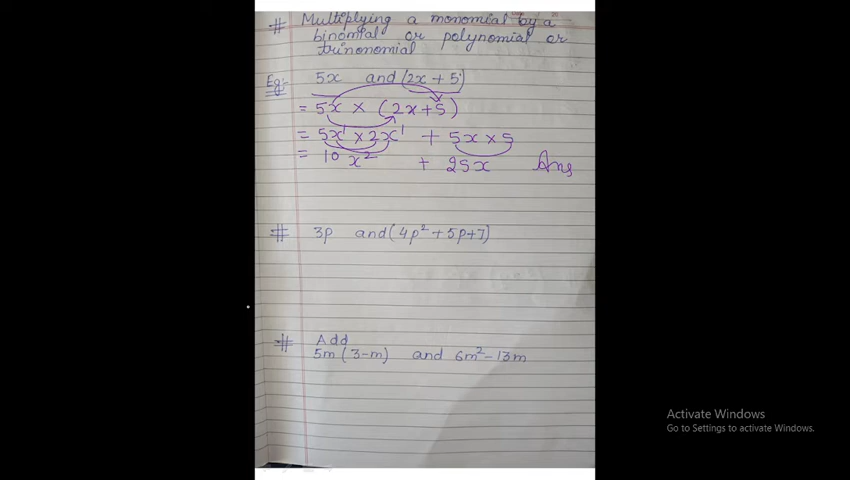 # Multiplying a monomial by a
binomial or polynomial or
trinonomial
Eg:- 5x and (2x + 5)
= 5x × (2x+5)
= 5x¹ × 2x¹ + 5x × 5
= 10 x² + 25x Ans
# 3p and (4p² + 5p+7)
# Add
5m (3-m) and 6m² - 13m
Activate Windows
Go to Settings to activate Windows.